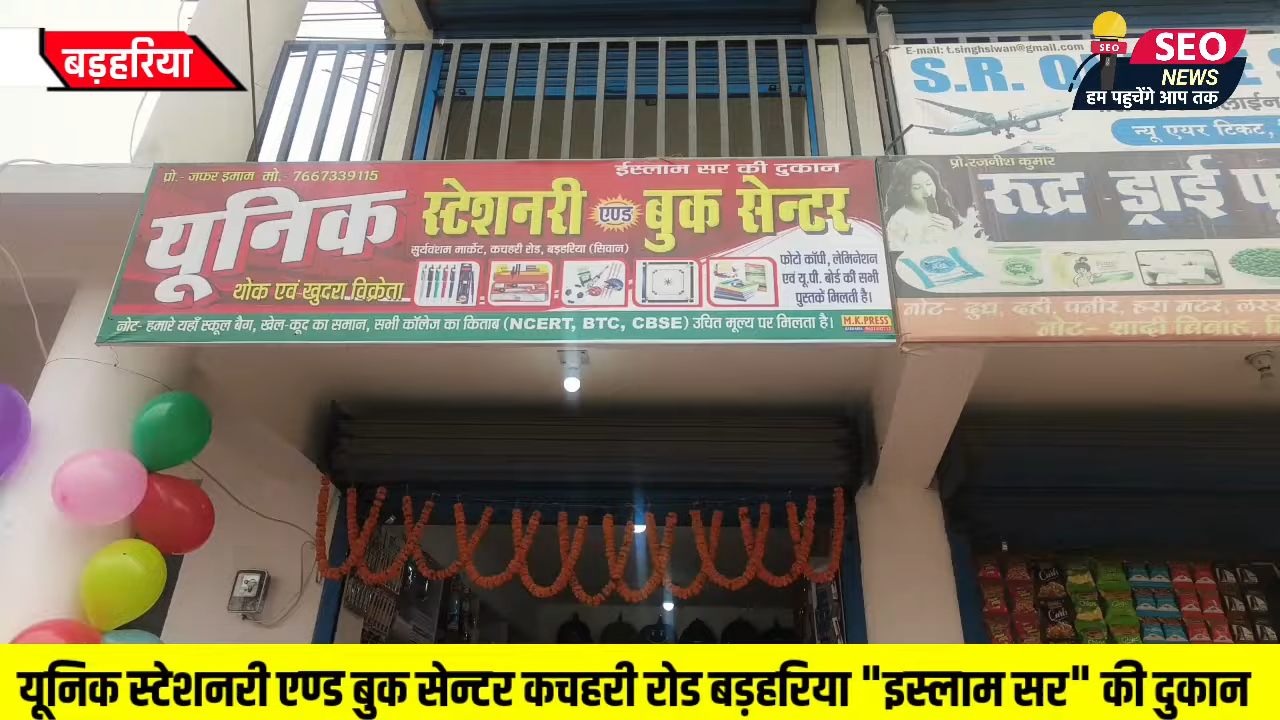 बड़हरिया
SEO
SEO
NEWS
हम पहुचेंगे आप तक
E-mail: t.singhsiwan@gmail.com
S.R.
न्यू एयर टिकट,
प्रो.- जफर इमाम मो.- 7667339115
ईस्लाम सर की दुकान
यूनिक स्टेशनरी एण्ड बुक सेन्टर
सुर्यवंशम मार्केट, कचहरी रोड, बड़हरिया (सिवान)
थोक एवं खुदरा विक्रेता
फोटो कॉपी, लेमिनेशन
एवं यू.पी. बोर्ड की सभी
पुस्तकें मिलती है।
नोट- हमारे यहाँ स्कूल बैग, खेल-कूद का समान, सभी कॉलेज का किताब (NCERT, BTC, CBSE) उचित मूल्य पर मिलता है।
M.K.PRESS
प्रो.रजनीश कुमार
रूद्र ड्राई
नोट- दुध, दही, पनीर, हरा मटर,
नोट- शादी विवाह,
यूनिक स्टेशनरी एण्ड बुक सेन्टर कचहरी रोड बड़हरिया "इस्लाम सर" की दुकान